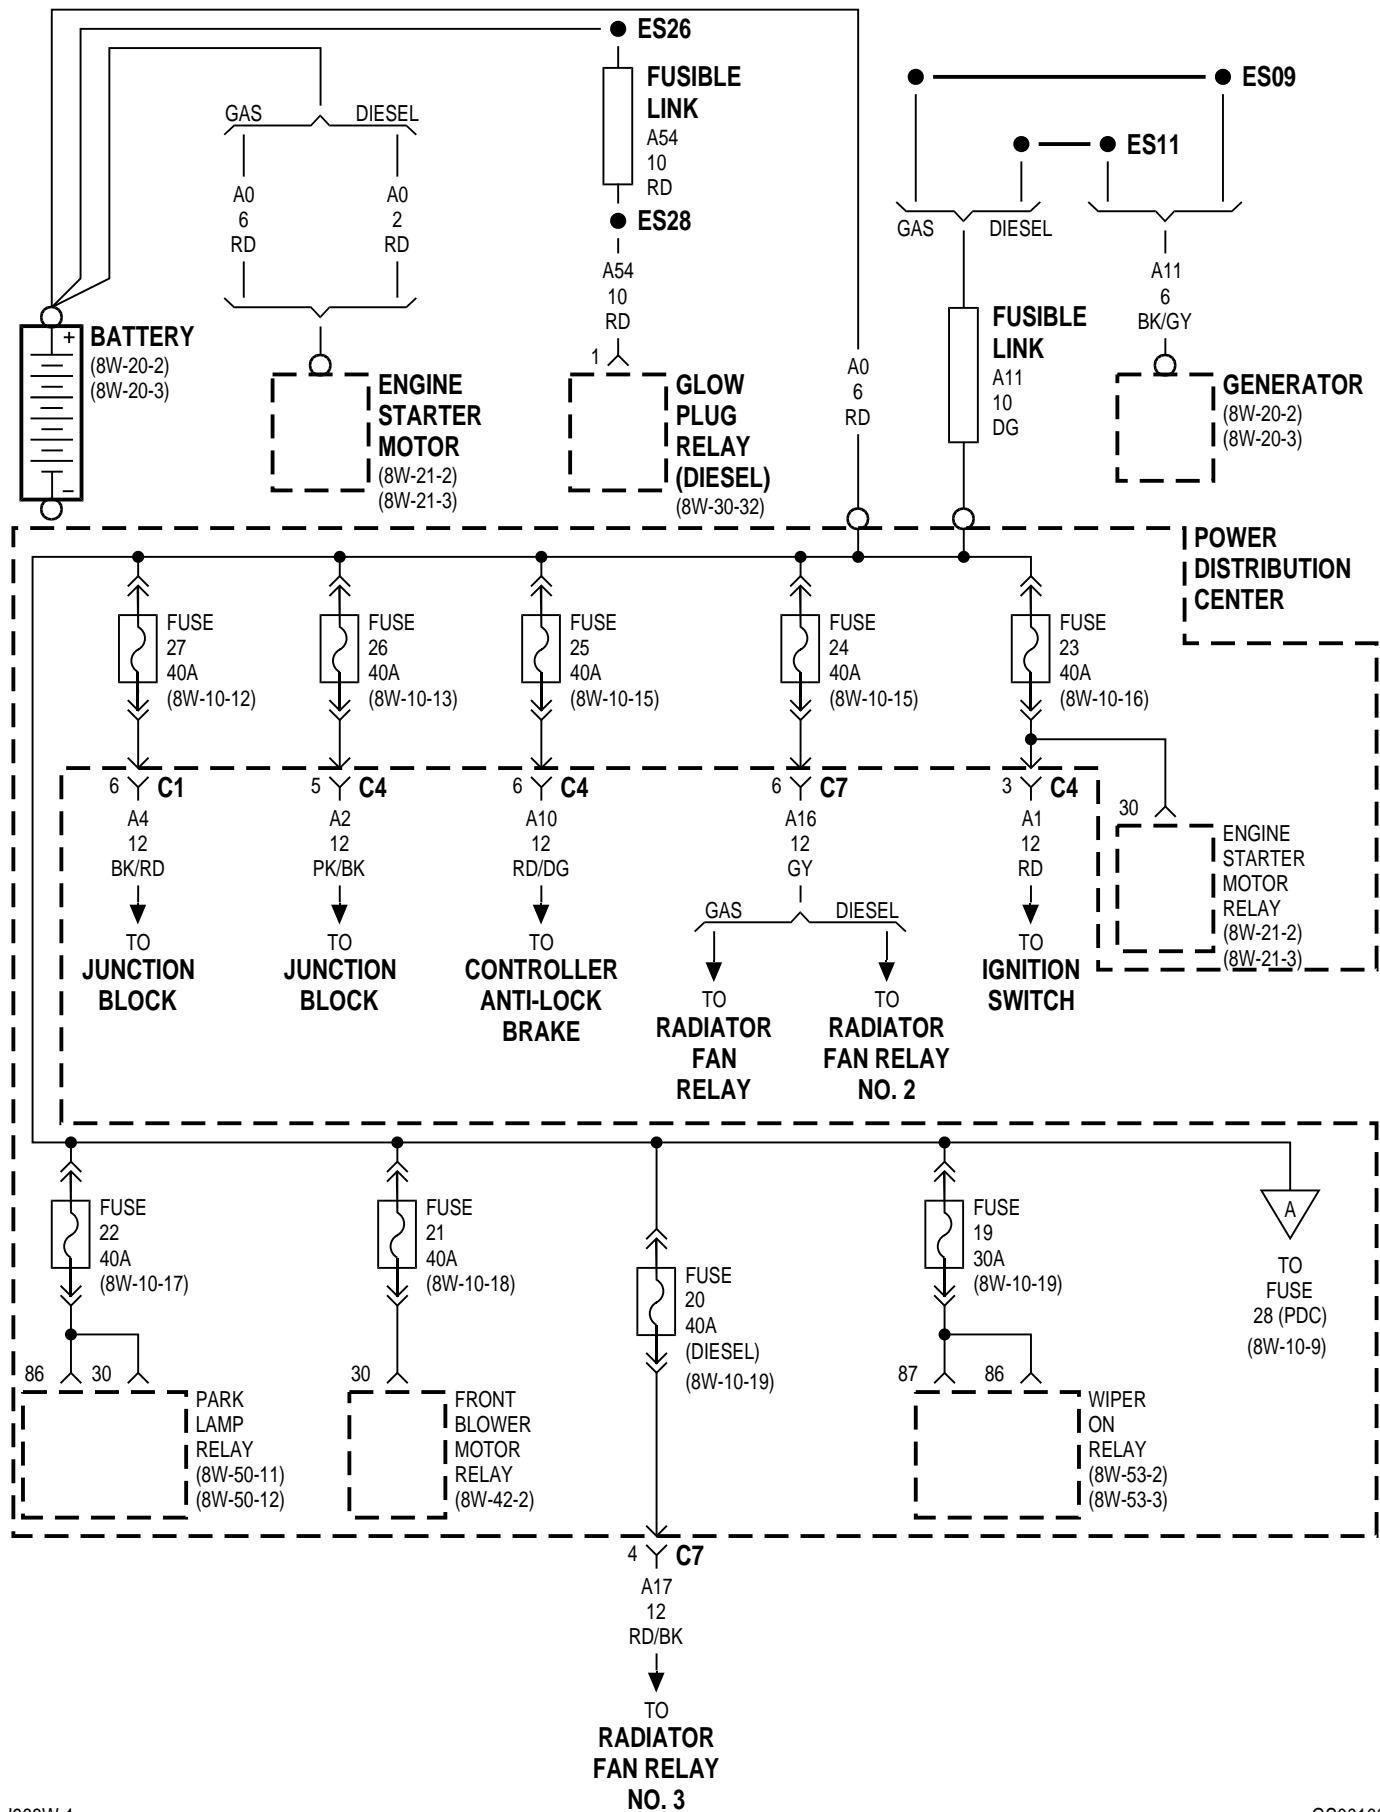 ES26
FUSIBLE
LINK
A54
10
RD
ES28
A54
10
RD
1
GLOW
PLUG
RELAY
(DIESEL)
(8W-30-32)
GAS
DIESEL
A0
6
RD
A0
2
RD
+
-
BATTERY
(8W-20-2)
(8W-20-3)
ENGINE
STARTER
MOTOR
(8W-21-2)
(8W-21-3)
A0
6
RD
ES09
ES11
GAS
DIESEL
FUSIBLE
LINK
A11
10
DG
A11
6
BK/GY
GENERATOR
(8W-20-2)
(8W-20-3)
POWER
DISTRIBUTION
CENTER
FUSE
27
40A
(8W-10-12)
FUSE
26
40A
(8W-10-13)
FUSE
25
40A
(8W-10-15)
FUSE
24
40A
(8W-10-15)
FUSE
23
40A
(8W-10-16)
6 C1
A4
12
BK/RD
TO
JUNCTION
BLOCK
5 C4
A2
12
PK/BK
TO
JUNCTION
BLOCK
6 C4
A10
12
RD/DG
TO
CONTROLLER
ANTI-LOCK
BRAKE
6 C7
A16
12
GY
GAS
DIESEL
TO
RADIATOR
FAN
RELAY
TO
RADIATOR
FAN RELAY
NO. 2
3 C4
A1
12
RD
TO
IGNITION
SWITCH
30
ENGINE
STARTER
MOTOR
RELAY
(8W-21-2)
(8W-21-3)
FUSE
22
40A
(8W-10-17)
86 30
PARK
LAMP
RELAY
(8W-50-11)
(8W-50-12)
FUSE
21
40A
(8W-10-18)
30
FRONT
BLOWER
MOTOR
RELAY
(8W-42-2)
FUSE
20
40A
(DIESEL)
(8W-10-19)
FUSE
19
30A
(8W-10-19)
87 86
WIPER
ON
RELAY
(8W-53-2)
(8W-53-3)
A
TO
FUSE
28 (PDC)
(8W-10-9)
4 C7
A17
12
RD/BK
TO
RADIATOR
FAN RELAY
NO. 3